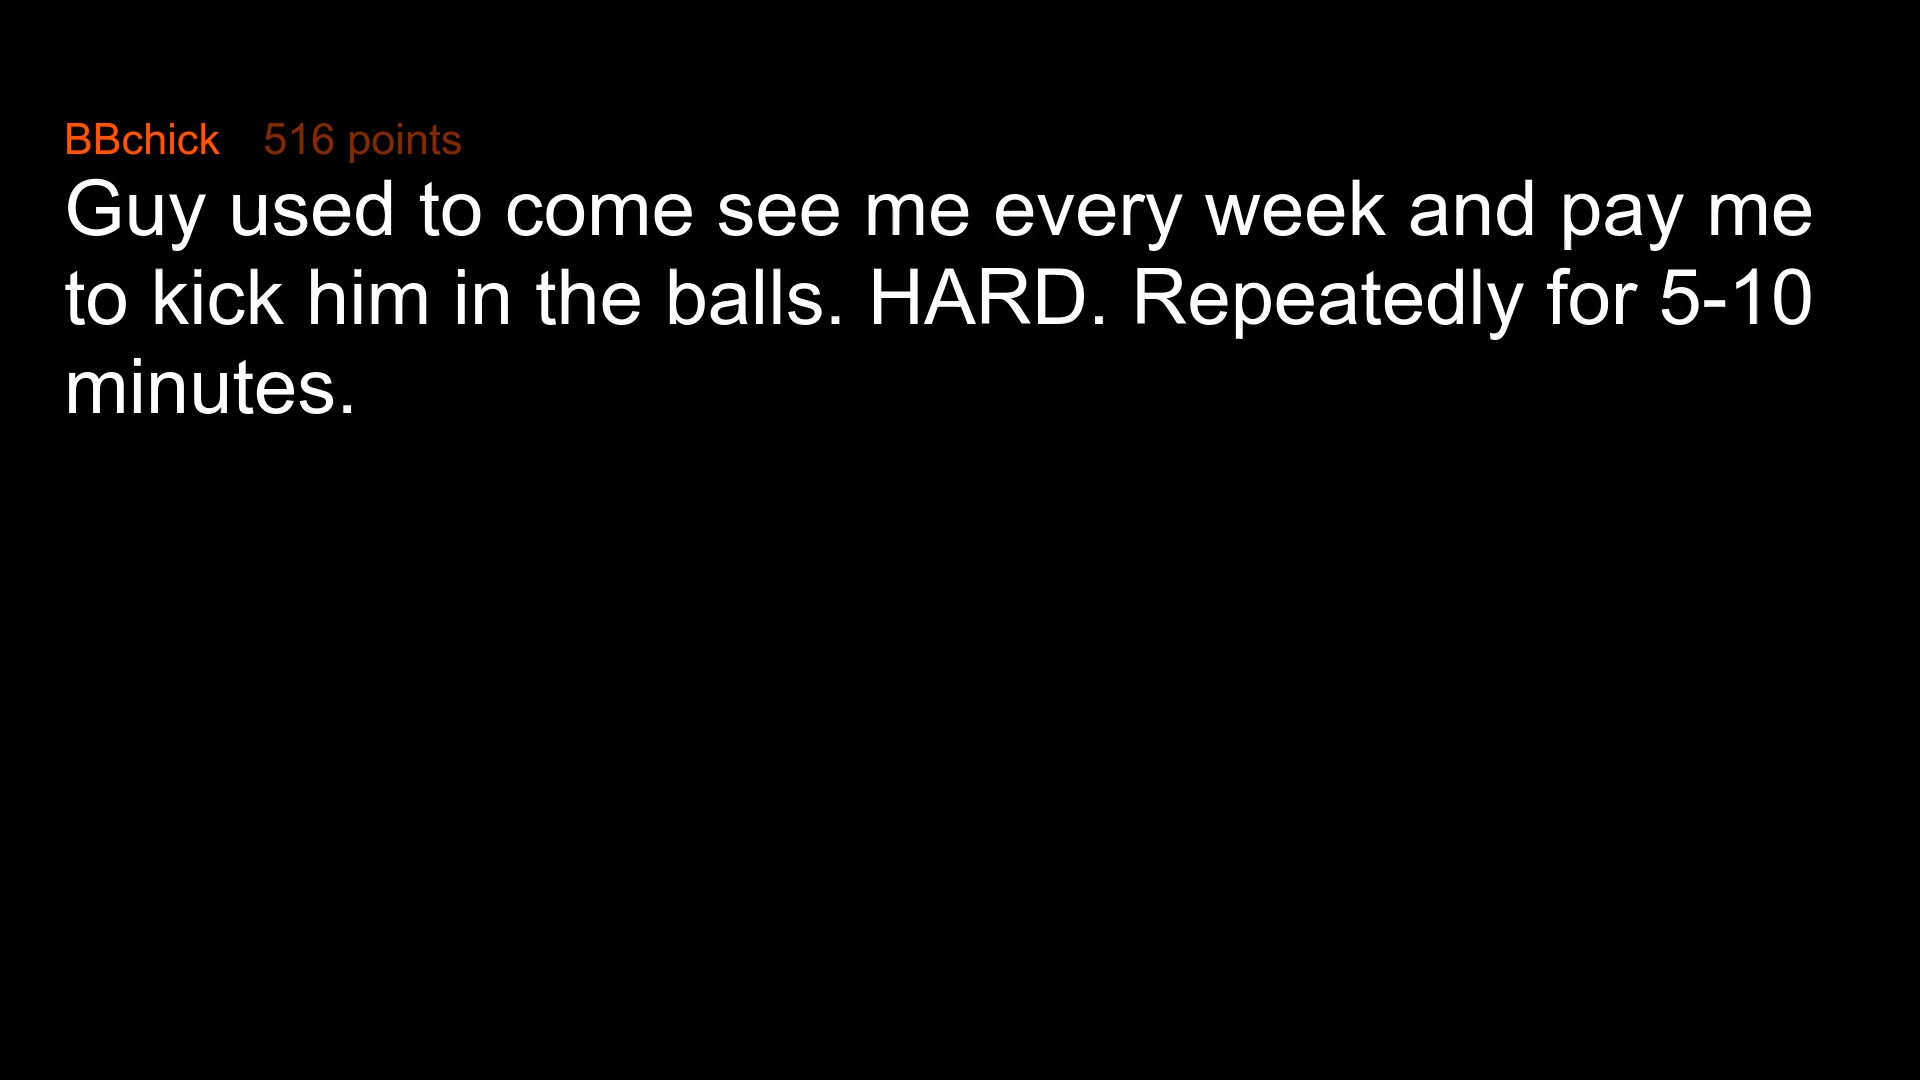 BBchick 516 points
Guy used to come see me every week and pay me
to kick him in the balls. HARD. Repeatedly for 5-10
minutes.